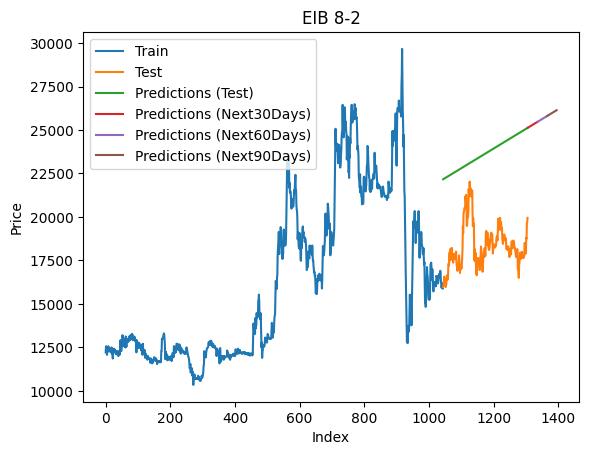 EIB 8-2
30000
27500
25000
22500
20000
17500
15000
12500
10000
Price
Train
Test
Predictions (Test)
Predictions (Next30Days)
Predictions (Next60Days)
Predictions (Next90Days)
0 200 400 600 800 1000 1200 1400
Index